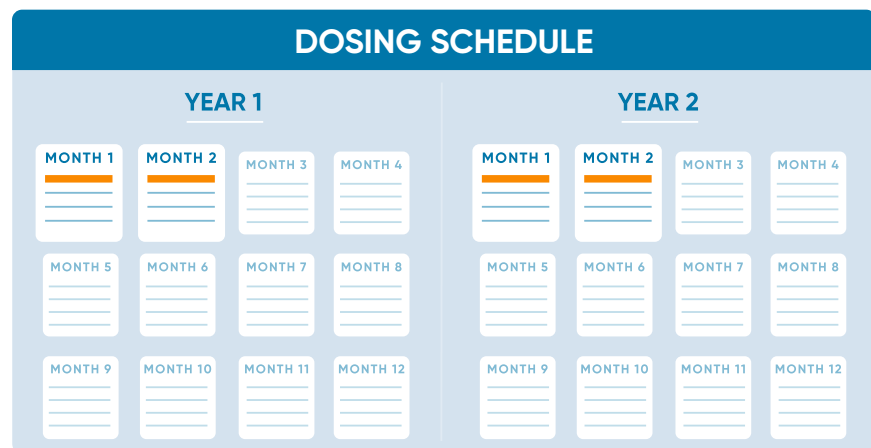 DOSING SCHEDULE
YEAR 1
MONTH 1 MONTH 2 MONTH 3 MONTH 4
MONTH 5 MONTH 6 MONTH 7 MONTH 8
MONTH 9 MONTH 10 MONTH 11 MONTH 12
YEAR 2
MONTH 1 MONTH 2 MONTH 3 MONTH 4
MONTH 5 MONTH 6 MONTH 7 MONTH 8
MONTH 9 MONTH 10 MONTH 11 MONTH 12